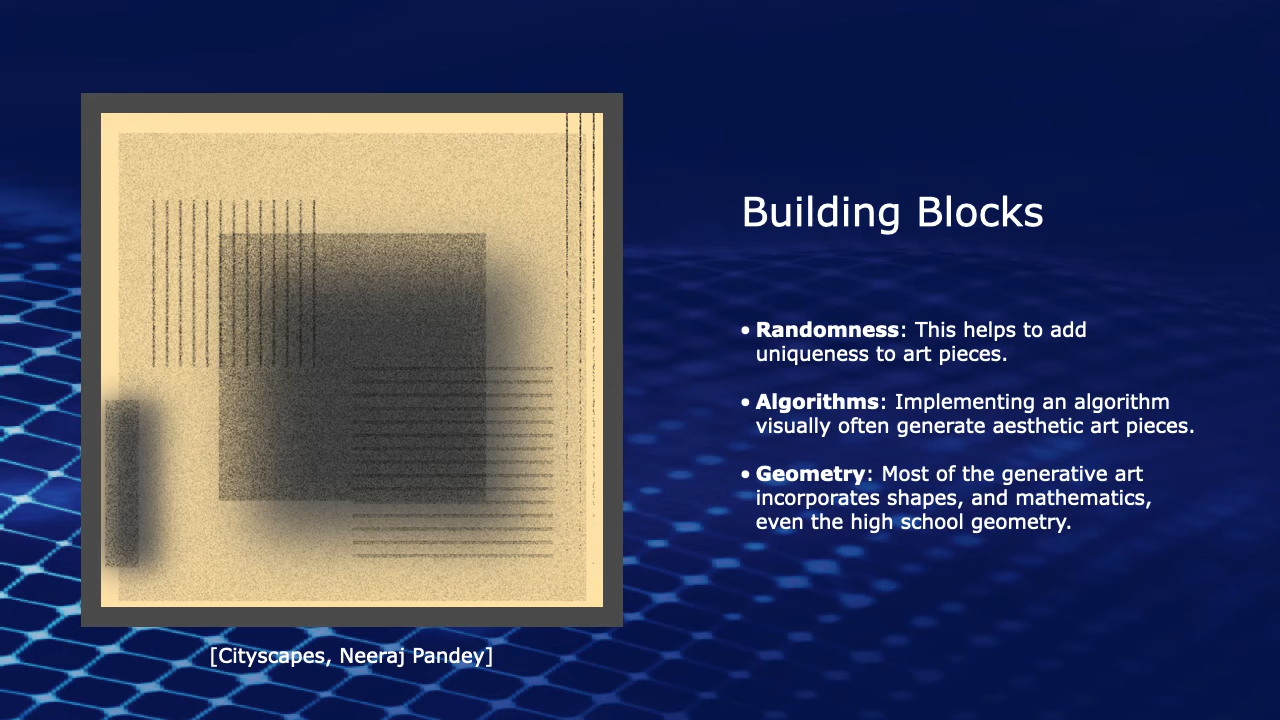 Building Blocks
• Randomness: This helps to add
uniqueness to art pieces.
• Algorithms: Implementing an algorithm
visually often generate aesthetic art pieces.
• Geometry: Most of the generative art
incorporates shapes, and mathematics,
even the high school geometry.
[Cityscapes, Neeraj Pandey]